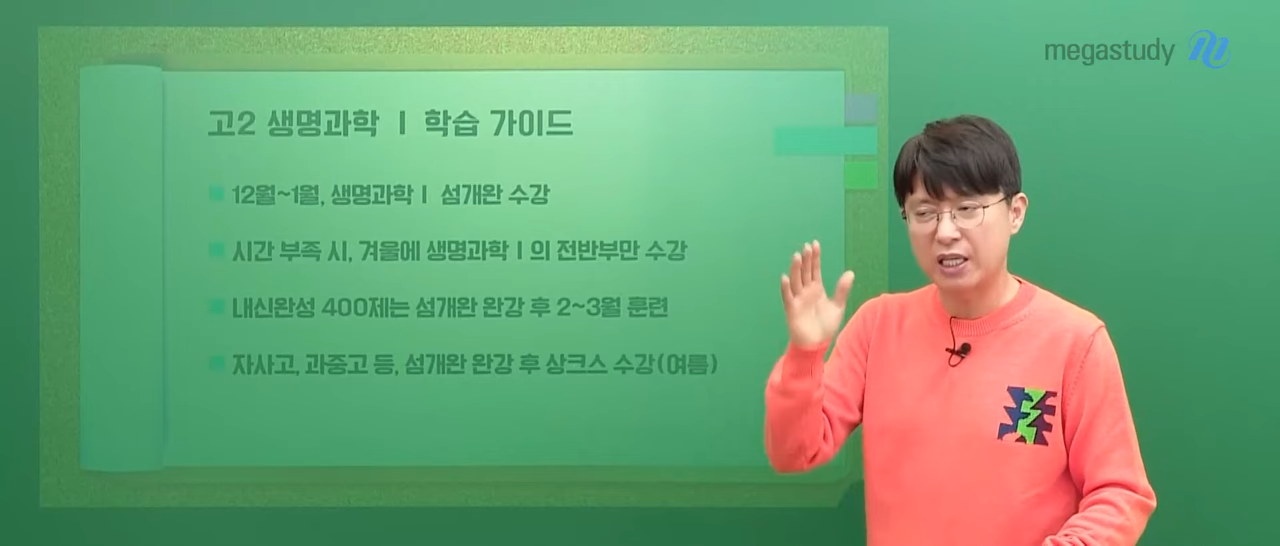 megastudy
고2 생명과학 Ⅰ 학습 가이드
12월~1월, 생명과학Ⅰ 섬개완 수강
시간 부족 시, 겨울에 생명과학Ⅰ의 전반부만 수강
내신완성 400제는 섬개완 완강 후 2~3월 훈련
자사고, 과중고 등, 섬개완 완강 후 상크스 수강(여름)